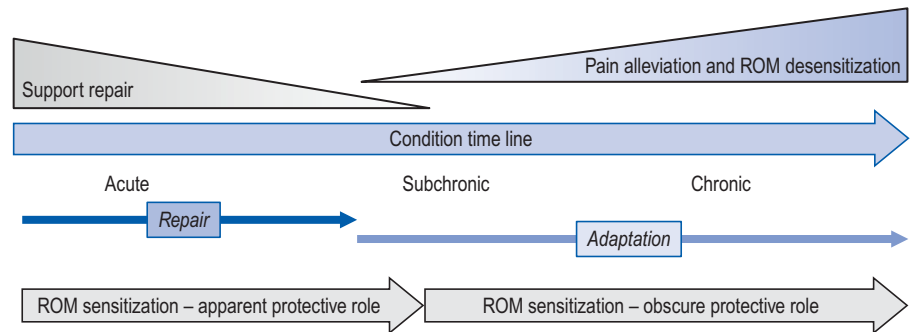 Support repair
Pain alleviation and ROM desensitization
Condition time line
Acute
Subchronic
Chronic
Repair
Adaptation
ROM sensitization – apparent protective role
ROM sensitization – obscure protective role